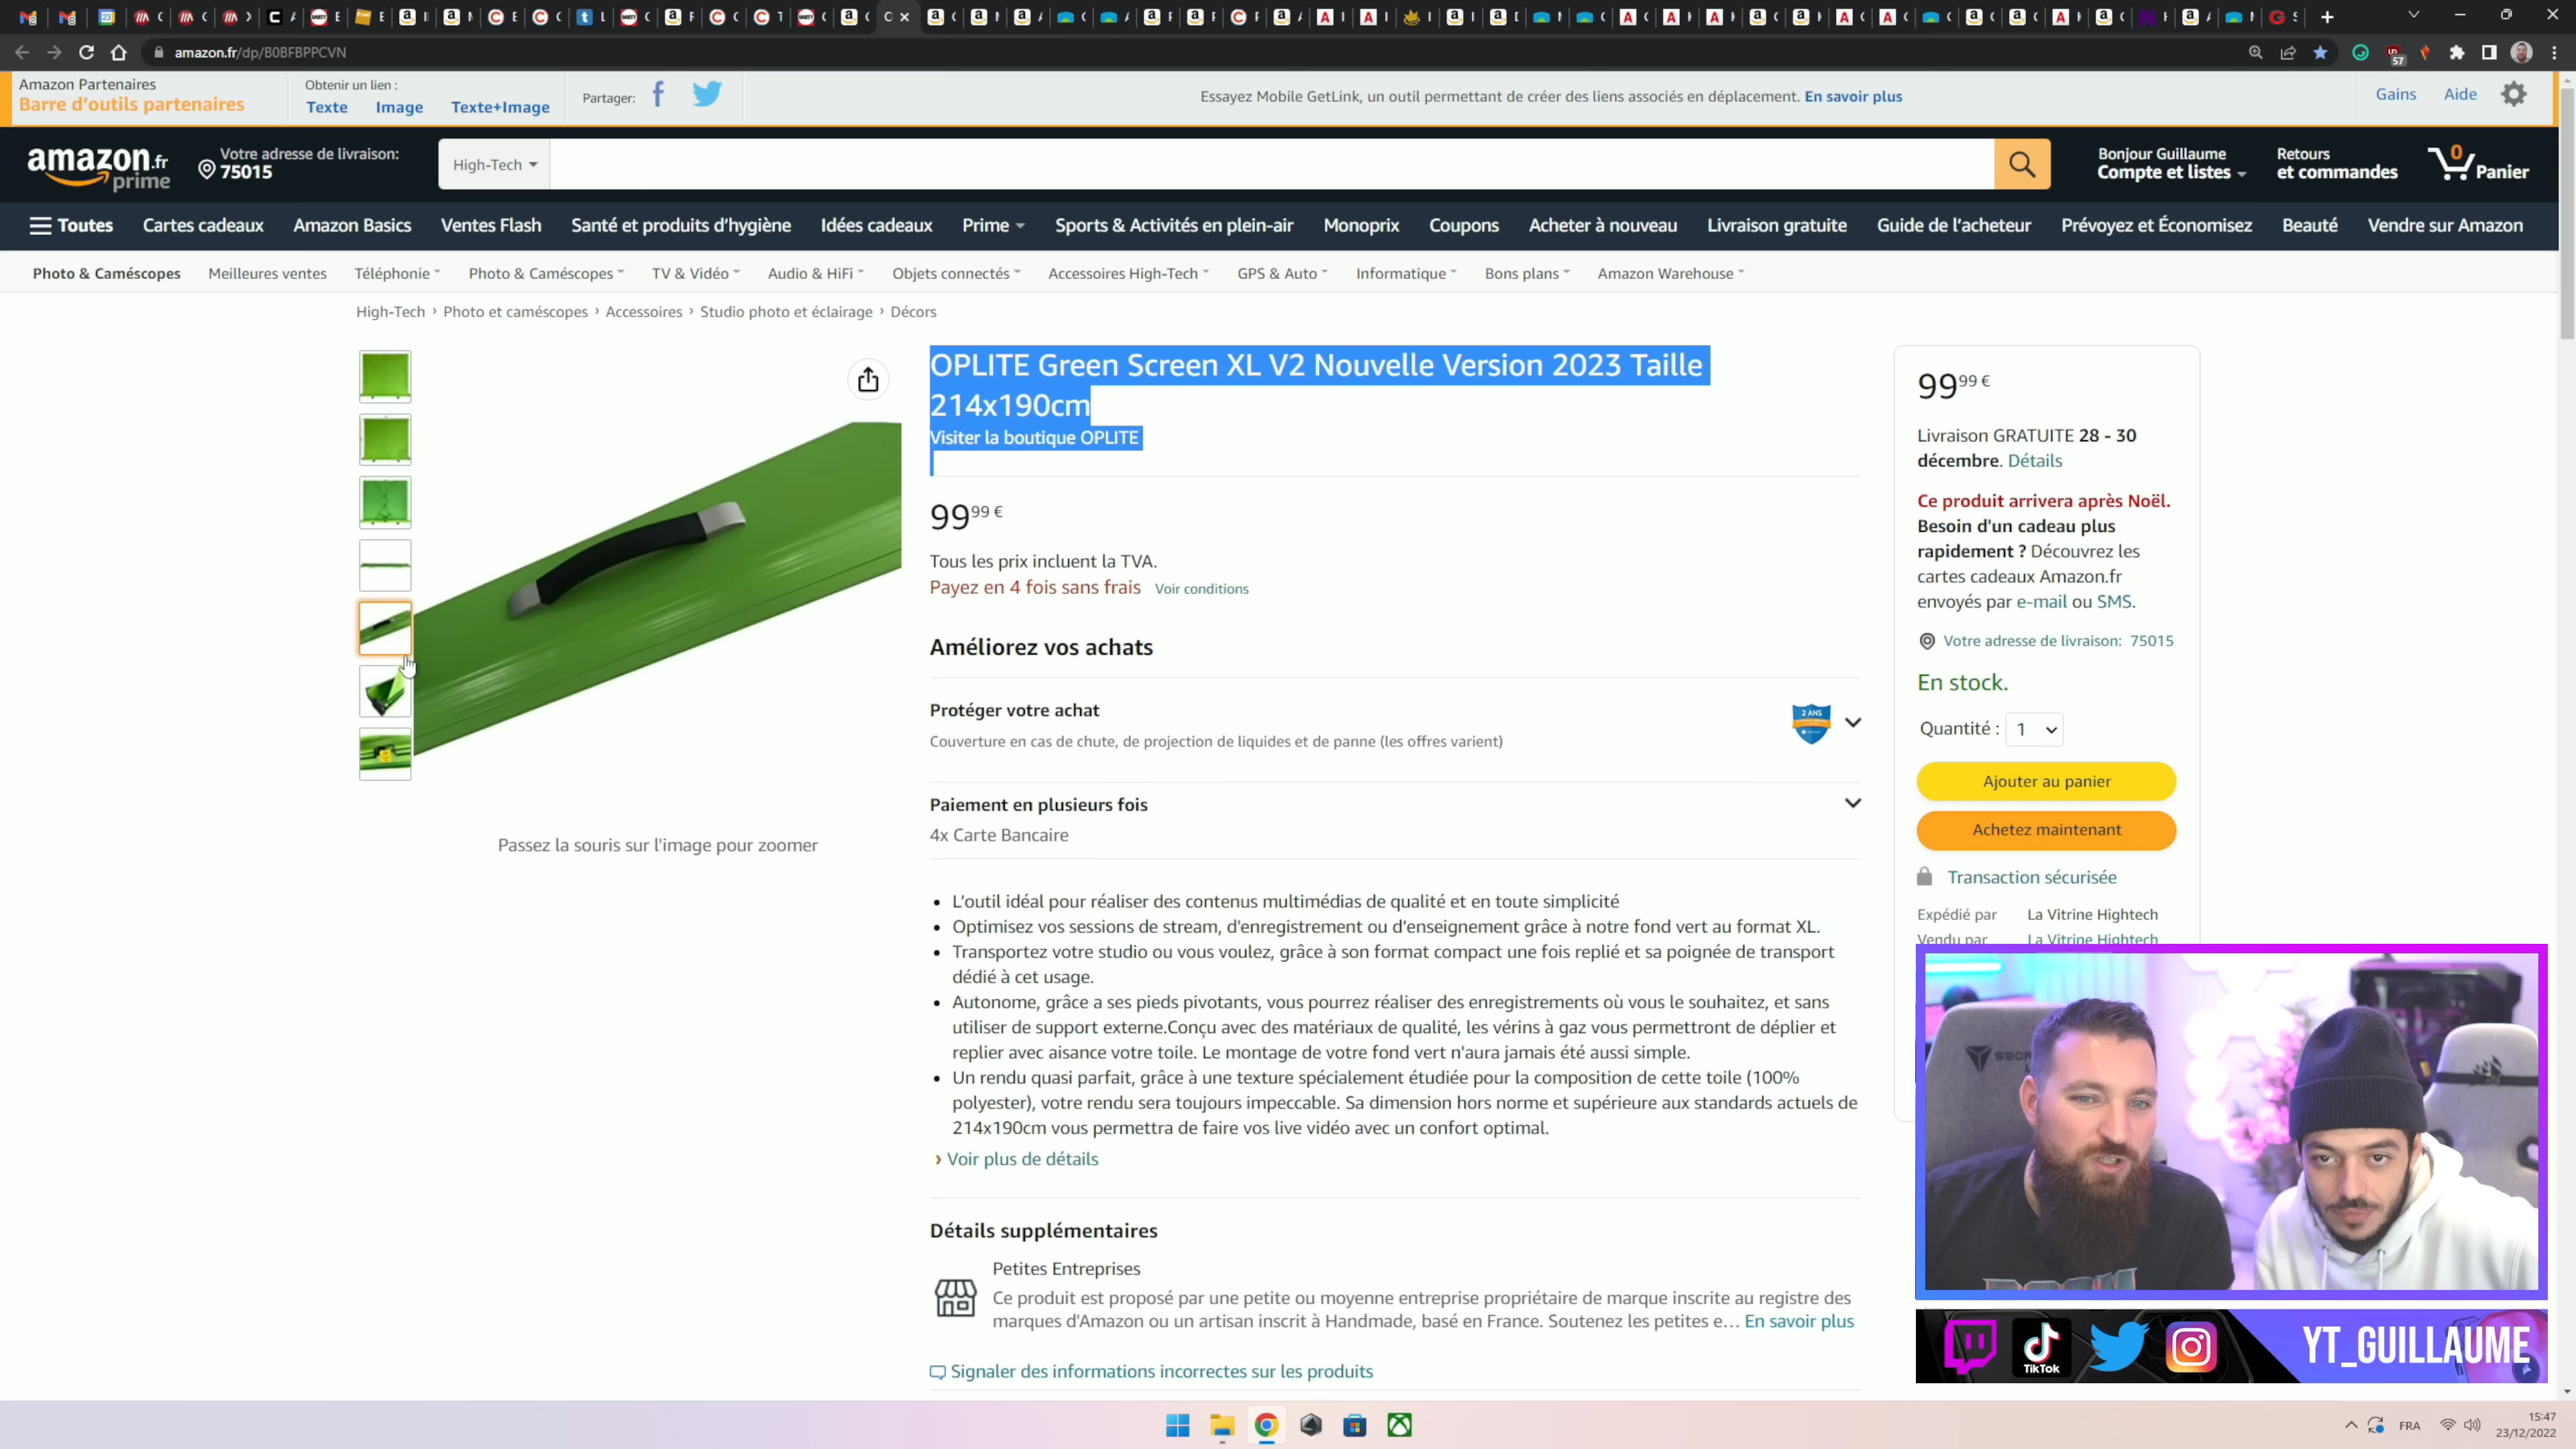 amazon.fr/dp/B0BFBPPCVN
57
Amazon Partenaires
Barre d'outils partenaires
Obtenir un lien :
Texte Image Texte+Image
Partager:
Essayez Mobile GetLink, un outil permettant de créer des liens associés en déplacement. En savoir plus
Gains Aide
amazon.fr
prime
Votre adresse de livraison:
75015
High-Tech
Bonjour Guillaume
Compte et listes
Retours
et commandes
0
Panier
Toutes Cartes cadeaux Amazon Basics Ventes Flash Santé et produits d'hygiène Idées cadeaux Prime Sports & Activités en plein-air Monoprix Coupons Acheter à nouveau Livraison gratuite Guide de l'acheteur Prévoyez et Économisez Beauté Vendre sur Amazon
Photo & Caméscopes Meilleures ventes Téléphonie Photo & Caméscopes TV & Vidéo Audio & HiFi Objets connectés Accessoires High-Tech GPS & Auto Informatique Bons plans Amazon Warehouse
High-Tech › Photo et caméscopes › Accessoires › Studio photo et éclairage › Décors
OPLITE Green Screen XL V2 Nouvelle Version 2023 Taille
214x190cm
Visiter la boutique OPLITE
99,99 €
Tous les prix incluent la TVA.
Payez en 4 fois sans frais Voir conditions
Améliorez vos achats
Protéger votre achat
Couverture en cas de chute, de projection de liquides et de panne (les offres varient)
2 ANS
Paiement en plusieurs fois
4x Carte Bancaire
Passez la souris sur l'image pour zoomer
• L'outil idéal pour réaliser des contenus multimédias de qualité et en toute simplicité
• Optimisez vos sessions de stream, d'enregistrement ou d'enseignement grâce à notre fond vert au format XL.
• Transportez votre studio ou vous voulez, grâce à son format compact une fois replié et sa poignée de transport
dédié à cet usage.
• Autonome, grâce a ses pieds pivotants, vous pourrez réaliser des enregistrements où vous le souhaitez, et sans
utiliser de support externe.Conçu avec des matériaux de qualité, les vérins à gaz vous permettront de déplier et
replier avec aisance votre toile. Le montage de votre fond vert n'aura jamais été aussi simple.
• Un rendu quasi parfait, grâce à une texture spécialement étudiée pour la composition de cette toile (100%
polyester), votre rendu sera toujours impeccable. Sa dimension hors norme et supérieure aux standards actuels de
214x190cm vous permettra de faire vos live vidéo avec un confort optimal.
› Voir plus de détails
Détails supplémentaires
Petites Entreprises
Ce produit est proposé par une petite ou moyenne entreprise propriétaire de marque inscrite au registre des
marques d'Amazon ou un artisan inscrit à Handmade, basé en France. Soutenez les petites e… En savoir plus
Signaler des informations incorrectes sur les produits
99 99 €
Livraison GRATUITE 28 - 30
décembre. Détails
Ce produit arrivera après Noël.
Besoin d'un cadeau plus
rapidement ? Découvrez les
cartes cadeaux Amazon.fr
envoyés par e-mail ou SMS.
Votre adresse de livraison: 75015
En stock.
Quantité : 1
Ajouter au panier
Achetez maintenant
Transaction sécurisée
Expédié par La Vitrine Hightech
Vendu par La Vitrine Hightech
TikTok
YT_GUILLAUME
FRA
15:47
23/12/2022